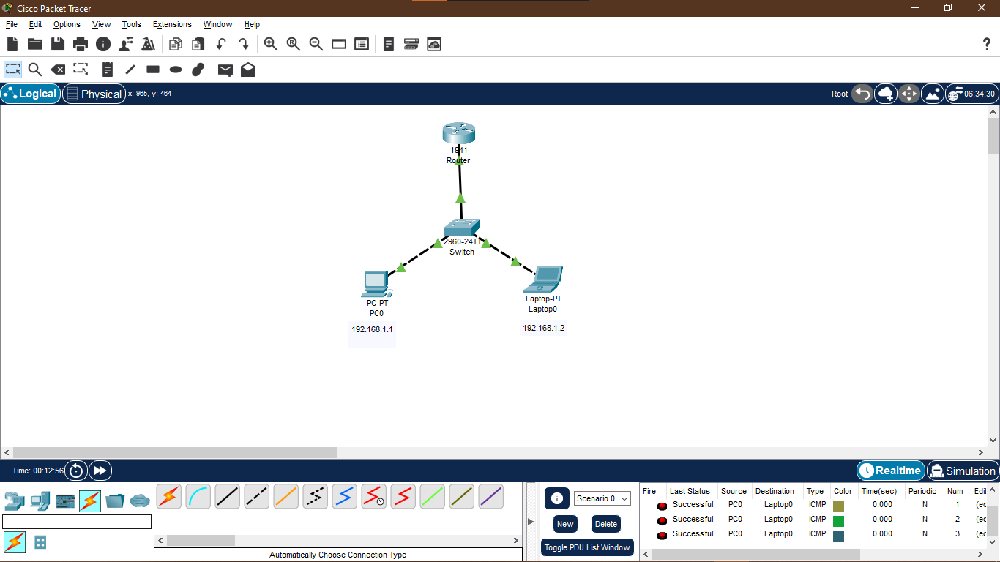 Cisco Packet Tracer
File Edit Options View Tools Extensions Window Help
Logical Physical x: 965, y: 464 Root 06:34:30
1941
Router
2960-24TT
Switch
PC-PT
PC0
192.168.1.1
Laptop-PT
Laptop0
192.168.1.2
Time: 00:12:56 Realtime Simulation
Scenario 0
New Delete
Toggle PDU List Window
Fire Last Status Source Destination Type Color Time(sec) Periodic Num Edit
Successful PC0 Laptop0 ICMP 0.000 N 1 (ec
Successful PC0 Laptop0 ICMP 0.000 N 2 (ec
Successful PC0 Laptop0 ICMP 0.000 N 3 (ec
Automatically Choose Connection Type